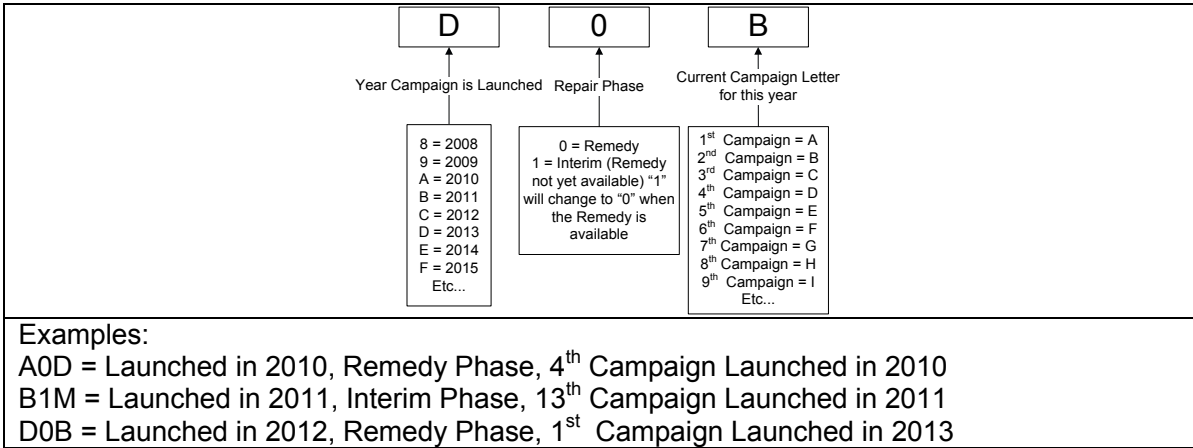 D 0 B
Year Campaign is Launched
Repair Phase
Current Campaign Letter
for this year
8 = 2008
9 = 2009
A = 2010
B = 2011
C = 2012
D = 2013
E = 2014
F = 2015
Etc...
0 = Remedy
1 = Interim (Remedy
not yet available) “1”
will change to “0” when
the Remedy is
available
1st Campaign = A
2nd Campaign = B
3rd Campaign = C
4th Campaign = D
5th Campaign = E
6th Campaign = F
7th Campaign = G
8th Campaign = H
9th Campaign = I
Etc...
Examples:
A0D = Launched in 2010, Remedy Phase, 4th Campaign Launched in 2010
B1M = Launched in 2011, Interim Phase, 13th Campaign Launched in 2011
D0B = Launched in 2012, Remedy Phase, 1st Campaign Launched in 2013